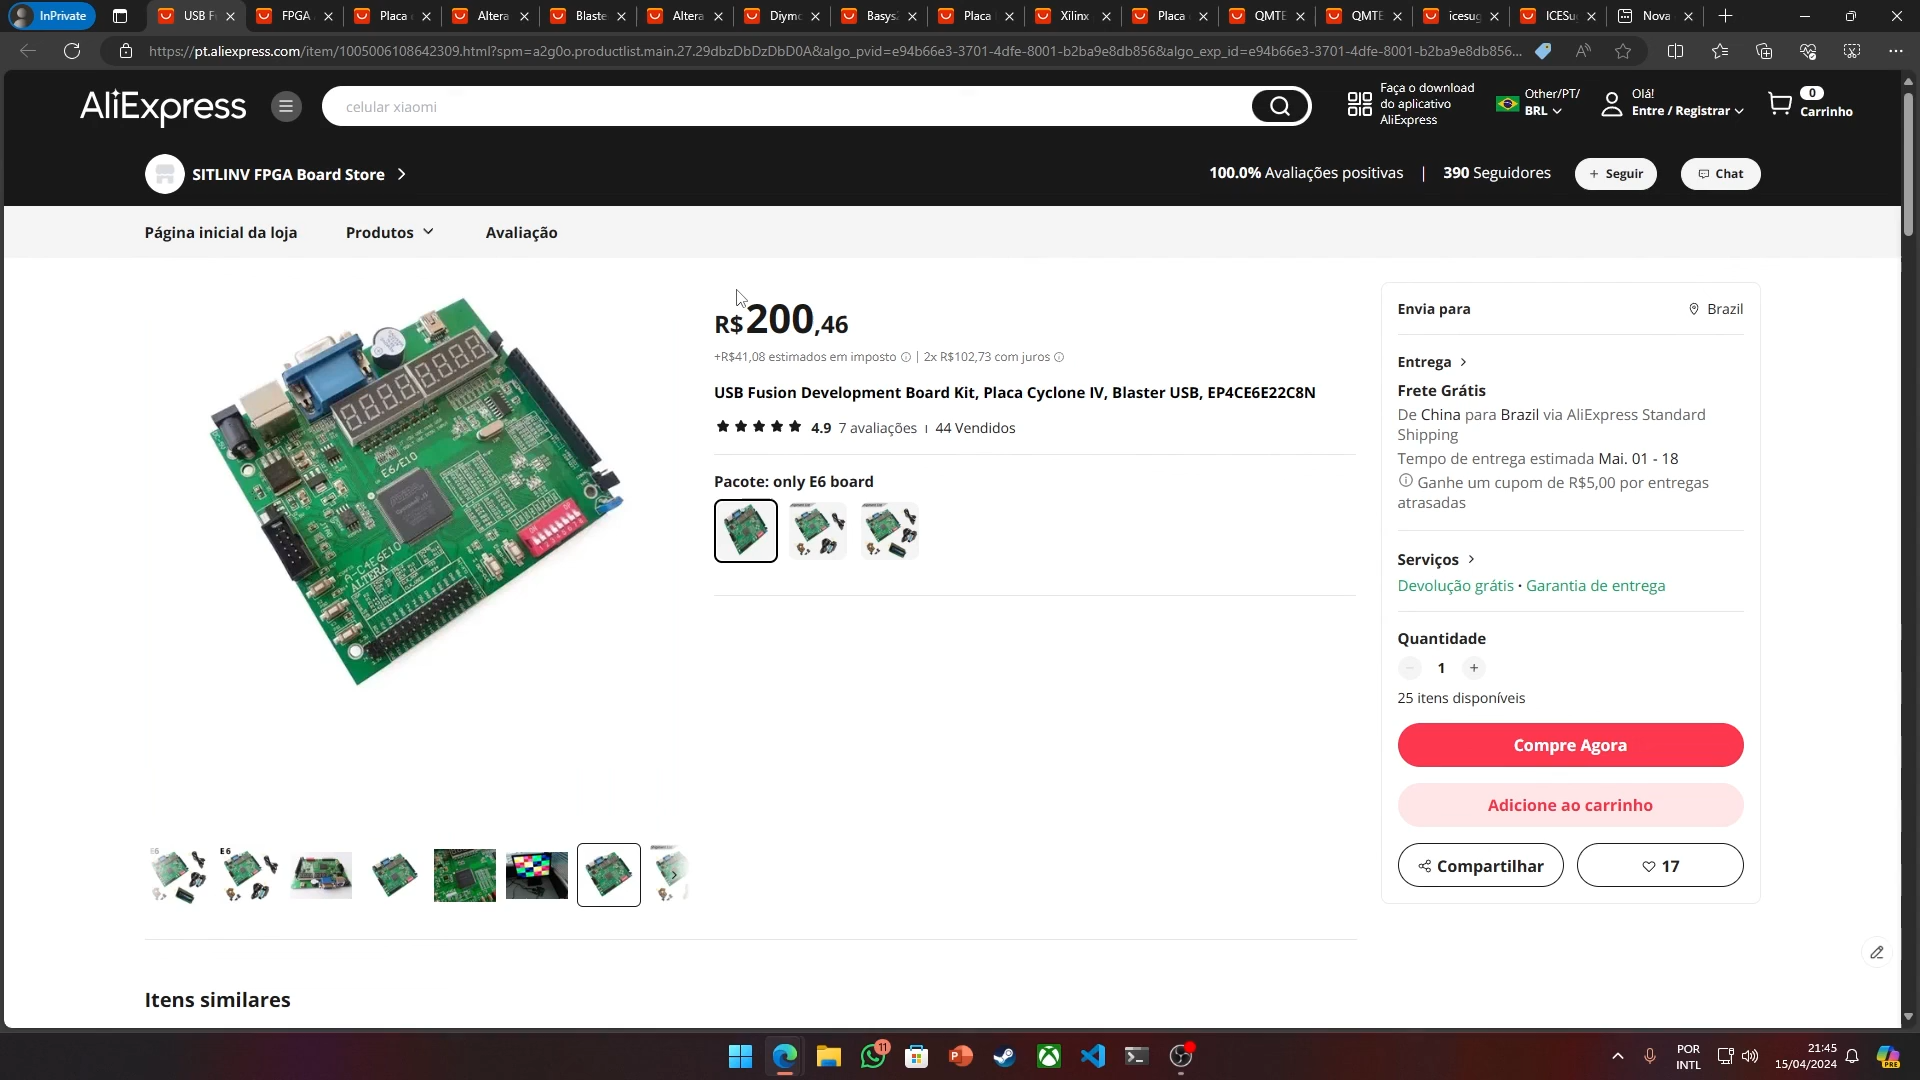 InPrivate
USB F
FPGA
Placa
Altera
Blaste
Altera
Diymo
Basys
Placa
Xilinx
Placa
QMTE
QMTE
icesug
ICESu
Nova
https://pt.aliexpress.com/item/1005006108642309.html?spm=a2g0o.productlist.main.27.29dbzDbDzDbD0A&algo_pvid=e94b66e3-3701-4dfe-8001-b2ba9e8db856&algo_exp_id=e94b66e3-3701-4dfe-8001-b2ba9e8db856...
AliExpress
celular xiaomi
Faça o download
do aplicativo
AliExpress
Other/PT/
BRL
Olá!
Entre / Registrar
0
Carrinho
SITLINV FPGA Board Store
100.0% Avaliações positivas | 390 Seguidores
+ Seguir
Chat
Página inicial da loja
Produtos
Avaliação
R$200,46
+R$41,08 estimados em imposto | 2x R$102,73 com juros
USB Fusion Development Board Kit, Placa Cyclone IV, Blaster USB, EP4CE6E22C8N
4.9 7 avaliações 44 Vendidos
Pacote: only E6 board
E6/E10
A-C4E6E10
ALTERA
E6
E6
Envia para
Brazil
Entrega
Frete Grátis
De China para Brazil via AliExpress Standard
Shipping
Tempo de entrega estimada Mai. 01 - 18
Ganhe um cupom de R$5,00 por entregas
atrasadas
Serviços
Devolução grátis • Garantia de entrega
Quantidade
1
25 itens disponíveis
Compre Agora
Adicione ao carrinho
Compartilhar
17
Itens similares
11
POR
INTL
21:45
15/04/2024
PRE